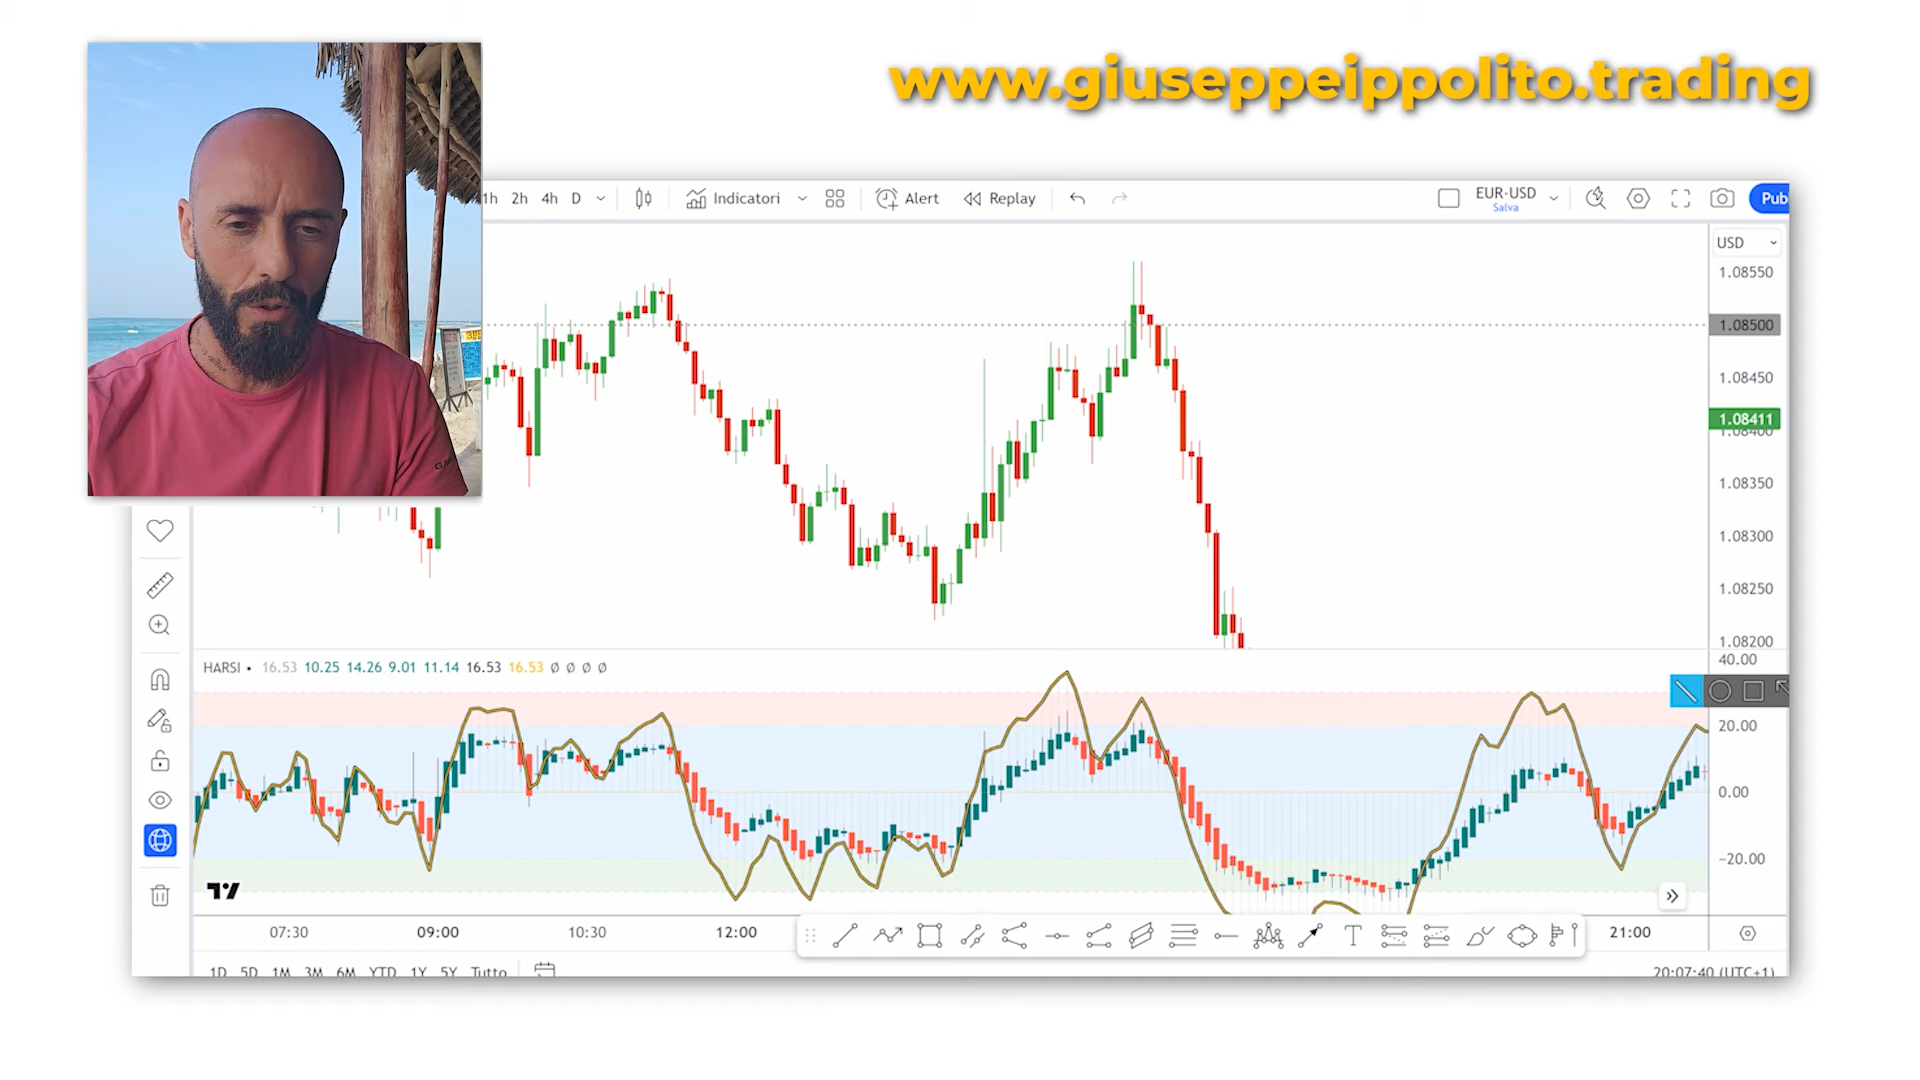 www.giuseppeippolito.trading
1h 2h 4h D Indicatori Alert Replay EUR-USD Pub
Salva
USD
1.08550
1.08500
1.08450
1.08411
1.08400
1.08350
1.08300
1.08250
1.08200
HARSI • 16.53 10.25 14.26 9.01 11.14 16.53 16.53 Ø Ø Ø Ø
40.00
20.00
0.00
−20.00
07:30 09:00 10:30 12:00 21:00
1D 5D 1M 3M 6M YTD 1Y 5Y Tutto 20:07:40 (UTC+1)